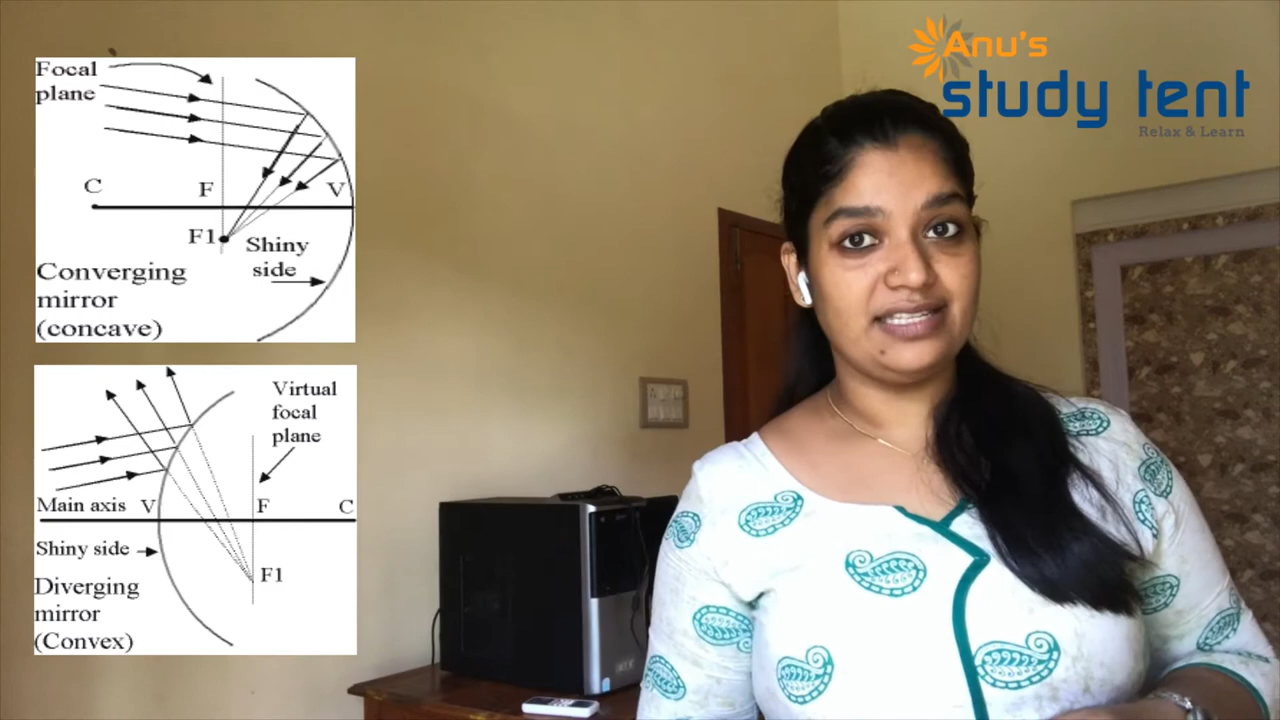 Anu's
study tent
Relax & Learn
Focal
plane
C
F
V
F1
Shiny
side
Converging
mirror
(concave)
Virtual
focal
plane
Main axis
V
F
C
Shiny side
F1
Diverging
mirror
(Convex)